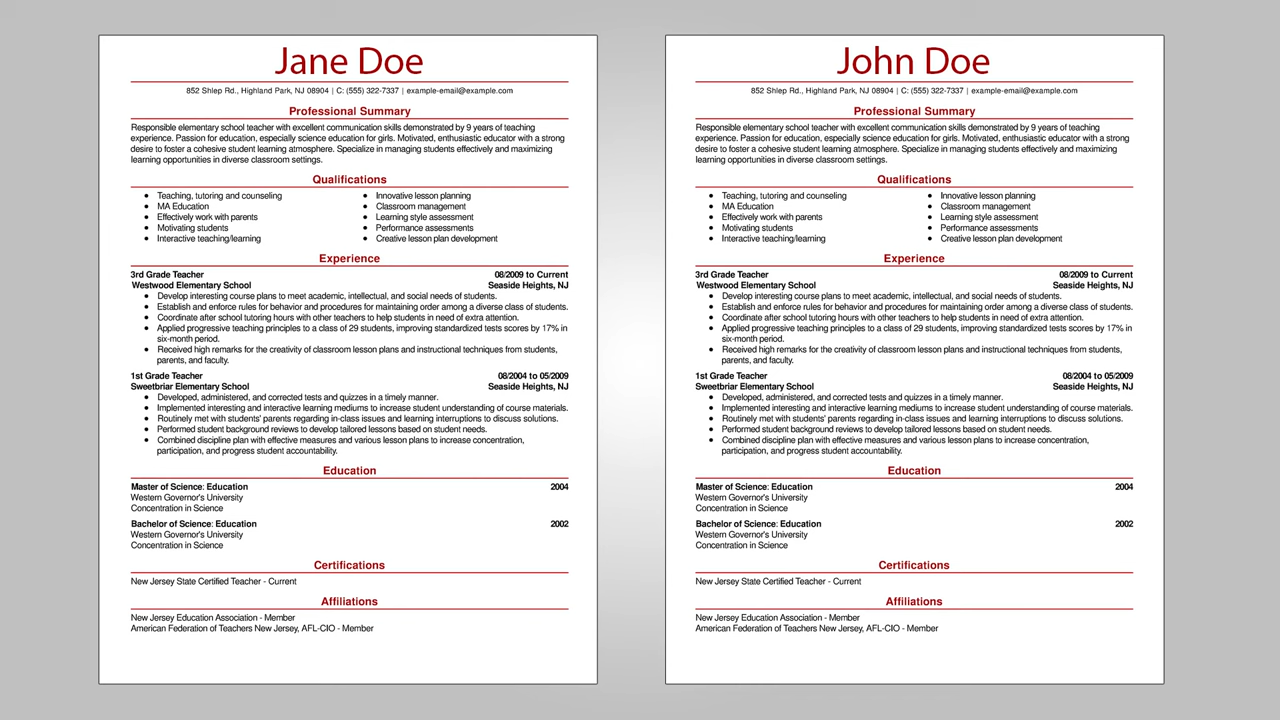 Jane Doe
852 Shlep Rd., Highland Park, NJ 08904 | C: (555) 322-7337 | example-email@example.com
Professional Summary
Responsible elementary school teacher with excellent communication skills demonstrated by 9 years of teaching
experience. Passion for education, especially science education for girls. Motivated, enthusiastic educator with a strong
desire to foster a cohesive student learning atmosphere. Specialize in managing students effectively and maximizing
learning opportunities in diverse classroom settings.
Qualifications
• Teaching, tutoring and counseling
• MA Education
• Effectively work with parents
• Motivating students
• Interactive teaching/learning
• Innovative lesson planning
• Classroom management
• Learning style assessment
• Performance assessments
• Creative lesson plan development
Experience
3rd Grade Teacher 08/2009 to Current
Westwood Elementary School Seaside Heights, NJ
• Develop interesting course plans to meet academic, intellectual, and social needs of students.
• Establish and enforce rules for behavior and procedures for maintaining order among a diverse class of students.
• Coordinate after school tutoring hours with other teachers to help students in need of extra attention.
• Applied progressive teaching principles to a class of 29 students, improving standardized tests scores by 17% in
six-month period.
• Received high remarks for the creativity of classroom lesson plans and instructional techniques from students,
parents, and faculty.
1st Grade Teacher 08/2004 to 05/2009
Sweetbriar Elementary School Seaside Heights, NJ
• Developed, administered, and corrected tests and quizzes in a timely manner.
• Implemented interesting and interactive learning mediums to increase student understanding of course materials.
• Routinely met with students' parents regarding in-class issues and learning interruptions to discuss solutions.
• Performed student background reviews to develop tailored lessons based on student needs.
• Combined discipline plan with effective measures and various lesson plans to increase concentration,
participation, and progress student accountability.
Education
Master of Science: Education 2004
Western Governor's University
Concentration in Science
Bachelor of Science: Education 2002
Western Governor's University
Concentration in Science
Certifications
New Jersey State Certified Teacher - Current
Affiliations
New Jersey Education Association - Member
American Federation of Teachers New Jersey, AFL-CIO - Member
John Doe
852 Shlep Rd., Highland Park, NJ 08904 | C: (555) 322-7337 | example-email@example.com
Professional Summary
Responsible elementary school teacher with excellent communication skills demonstrated by 9 years of teaching
experience. Passion for education, especially science education for girls. Motivated, enthusiastic educator with a strong
desire to foster a cohesive student learning atmosphere. Specialize in managing students effectively and maximizing
learning opportunities in diverse classroom settings.
Qualifications
• Teaching, tutoring and counseling
• MA Education
• Effectively work with parents
• Motivating students
• Interactive teaching/learning
• Innovative lesson planning
• Classroom management
• Learning style assessment
• Performance assessments
• Creative lesson plan development
Experience
3rd Grade Teacher 08/2009 to Current
Westwood Elementary School Seaside Heights, NJ
• Develop interesting course plans to meet academic, intellectual, and social needs of students.
• Establish and enforce rules for behavior and procedures for maintaining order among a diverse class of students.
• Coordinate after school tutoring hours with other teachers to help students in need of extra attention.
• Applied progressive teaching principles to a class of 29 students, improving standardized tests scores by 17% in
six-month period.
• Received high remarks for the creativity of classroom lesson plans and instructional techniques from students,
parents, and faculty.
1st Grade Teacher 08/2004 to 05/2009
Sweetbriar Elementary School Seaside Heights, NJ
• Developed, administered, and corrected tests and quizzes in a timely manner.
• Implemented interesting and interactive learning mediums to increase student understanding of course materials.
• Routinely met with students' parents regarding in-class issues and learning interruptions to discuss solutions.
• Performed student background reviews to develop tailored lessons based on student needs.
• Combined discipline plan with effective measures and various lesson plans to increase concentration,
participation, and progress student accountability.
Education
Master of Science: Education 2004
Western Governor's University
Concentration in Science
Bachelor of Science: Education 2002
Western Governor's University
Concentration in Science
Certifications
New Jersey State Certified Teacher - Current
Affiliations
New Jersey Education Association - Member
American Federation of Teachers New Jersey, AFL-CIO - Member